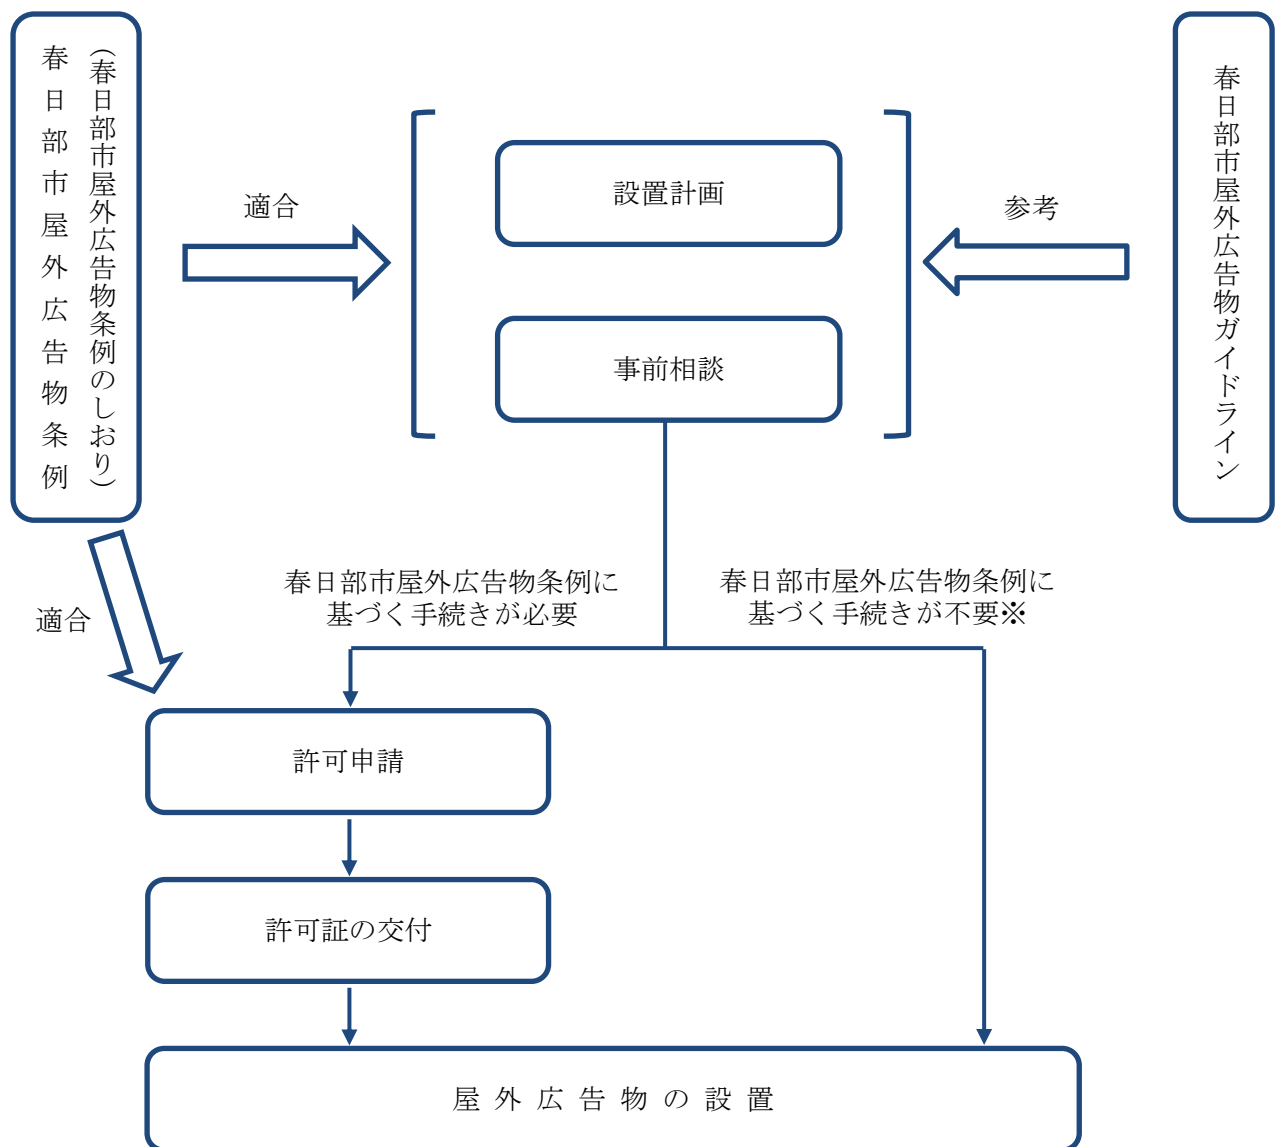 春日部市屋外広告物条例
（春日部市屋外広告物条例のしおり）
適合
設置計画
事前相談
参考
春日部市屋外広告物ガイドライン
適合
春日部市屋外広告物条例に
基づく手続きが必要
春日部市屋外広告物条例に
基づく手続きが不要※
許可申請
許可証の交付
屋外広告物の設置